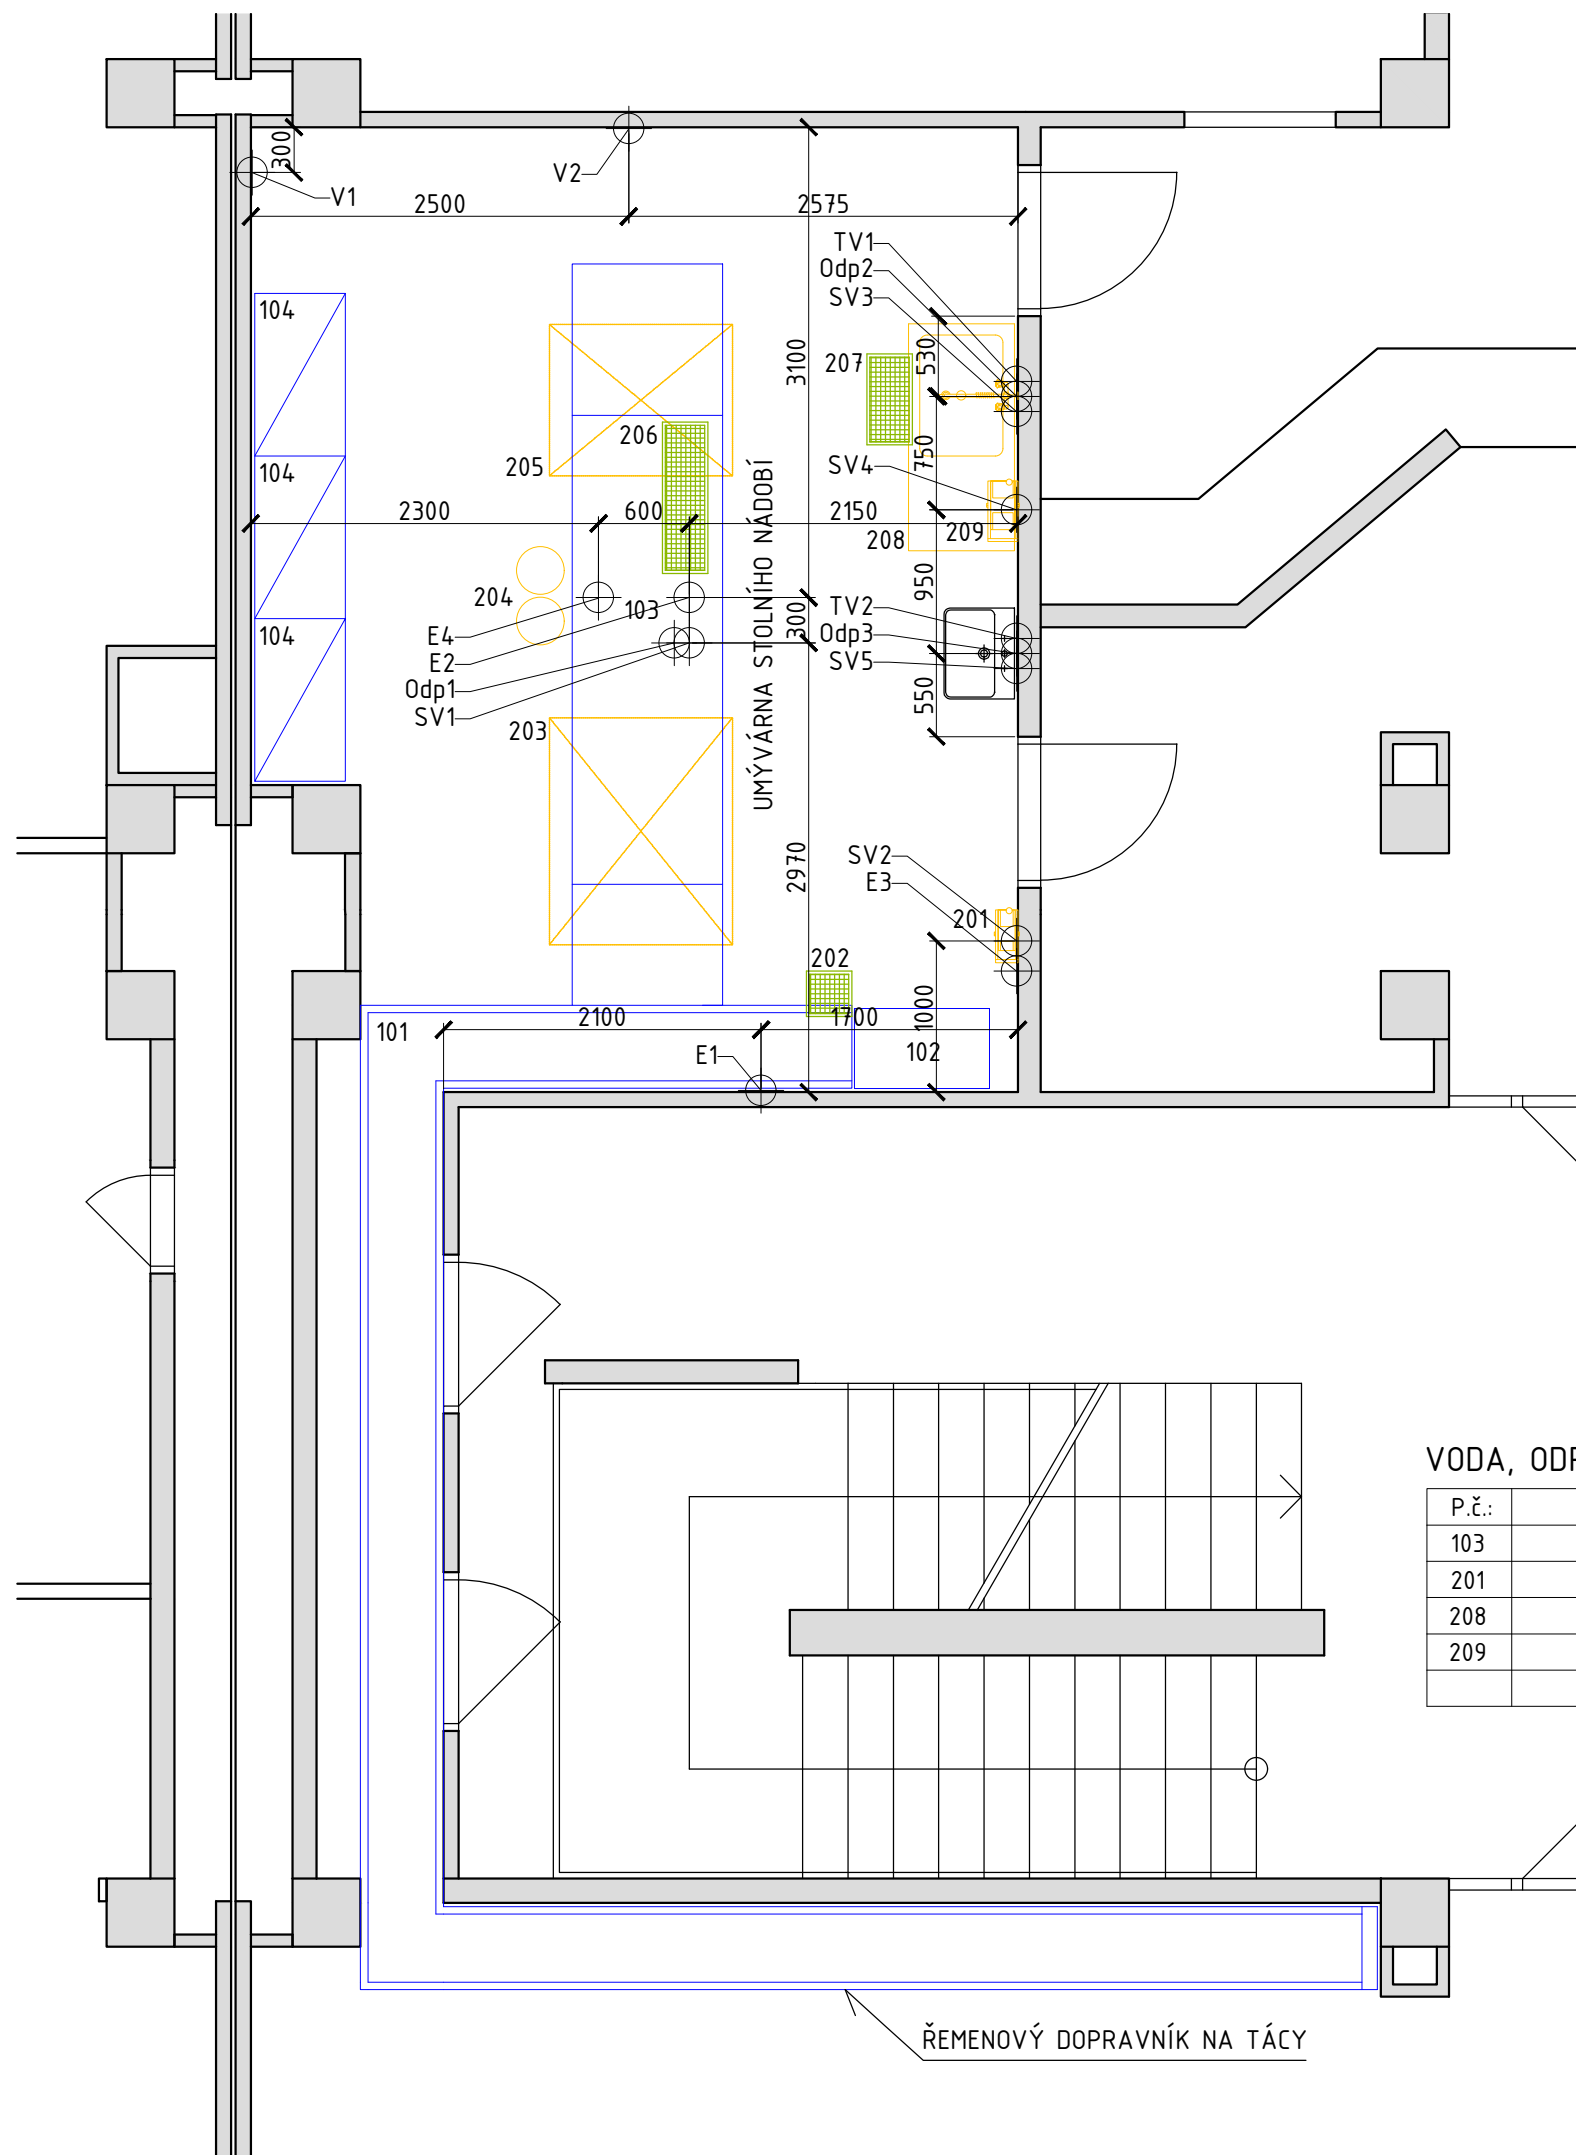 300
V1
V2
2500
2575
TV1
Odp2
SV3
104
3100
530
207
206
205
104
750
SV4
2300
600
2150
208
209
204
103
950
E4
E2
Odp1
SV1
104
300
TV2
Odp3
SV5
550
203
UMÝVÁRNA STOLNÍHO NÁDOBÍ
2970
SV2
E3
201
202
1000
101
2100
1700
E1
102
VODA, ODP
P.č.:
103
201
208
209
ŘEMENOVÝ DOPRAVNÍK NA TÁCY